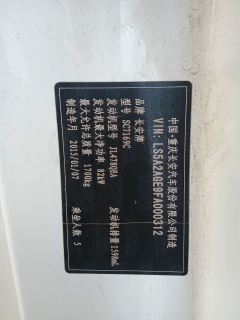 中国·重庆长安汽车股份有限公司制造
VIN: LS5A2AGE9FA000312
品牌 长安牌
型号 SC7169C
发动机型号 JL478QEA 发动机排量 1598mL
发动机最大净功率 82kW
最大允许总质量 1700kg
制造年月 2015/01/07 乘坐人数 5